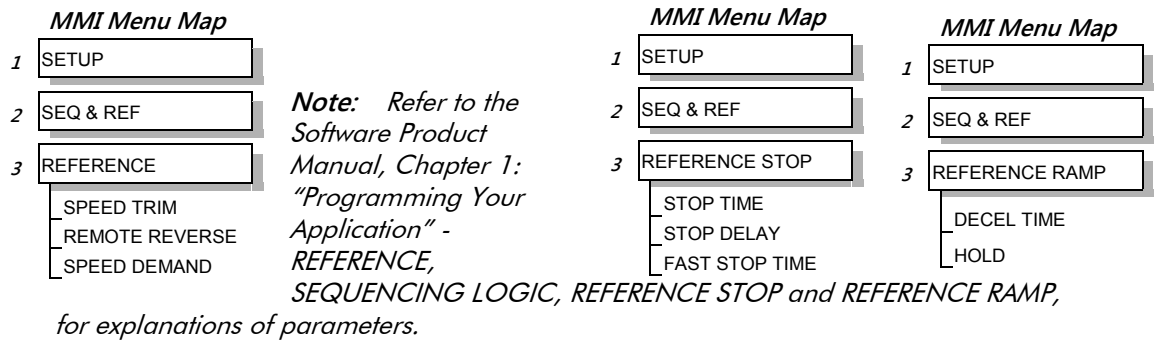 MMI Menu Map
1 SETUP
2 SEQ & REF
3 REFERENCE
SPEED TRIM
REMOTE REVERSE
SPEED DEMAND
Note: Refer to the
Software Product
Manual, Chapter 1:
“Programming Your
Application” -
REFERENCE,
SEQUENCING LOGIC, REFERENCE STOP and REFERENCE RAMP,
for explanations of parameters.
MMI Menu Map
1 SETUP
2 SEQ & REF
3 REFERENCE STOP
STOP TIME
STOP DELAY
FAST STOP TIME
MMI Menu Map
1 SETUP
2 SEQ & REF
3 REFERENCE RAMP
DECEL TIME
HOLD